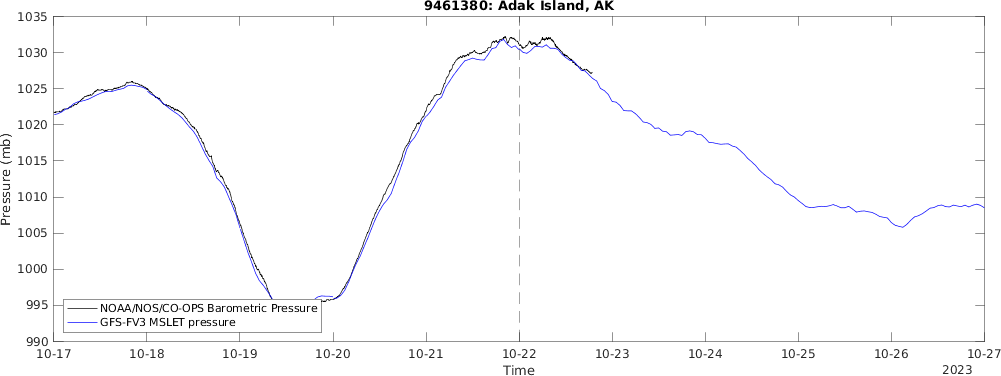 9461380: Adak Island, AK
Pressure (mb)
1035
1030
1025
1020
1015
1010
1005
1000
995
990
NOAA/NOS/CO-OPS Barometric Pressure
GFS-FV3 MSLET pressure
10-17 10-18 10-19 10-20 10-21 10-22 10-23 10-24 10-25 10-26 10-27
Time
2023